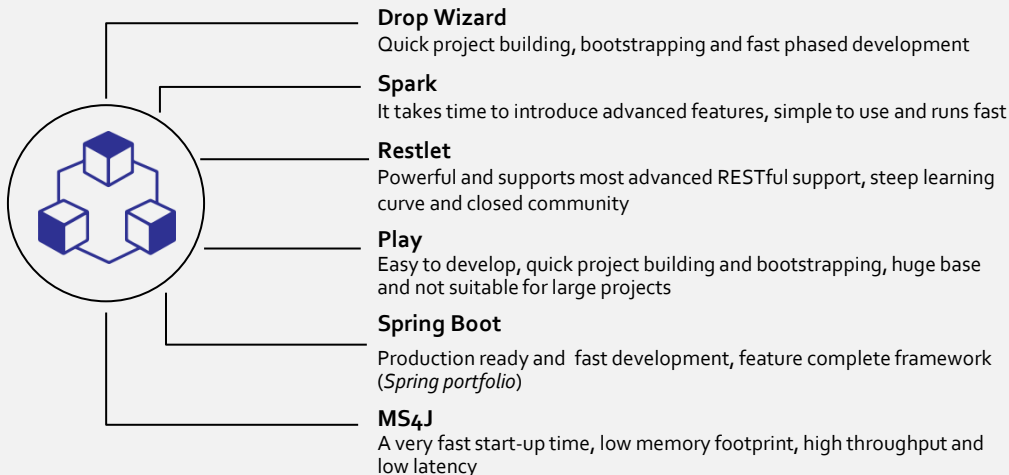 Drop Wizard
Quick project building, bootstrapping and fast phased development
Spark
It takes time to introduce advanced features, simple to use and runs fast
Restlet
Powerful and supports most advanced RESTful support, steep learning
curve and closed community
Play
Easy to develop, quick project building and bootstrapping, huge base
and not suitable for large projects
Spring Boot
Production ready and fast development, feature complete framework
(Spring portfolio)
MS4J
A very fast start-up time, low memory footprint, high throughput and
low latency